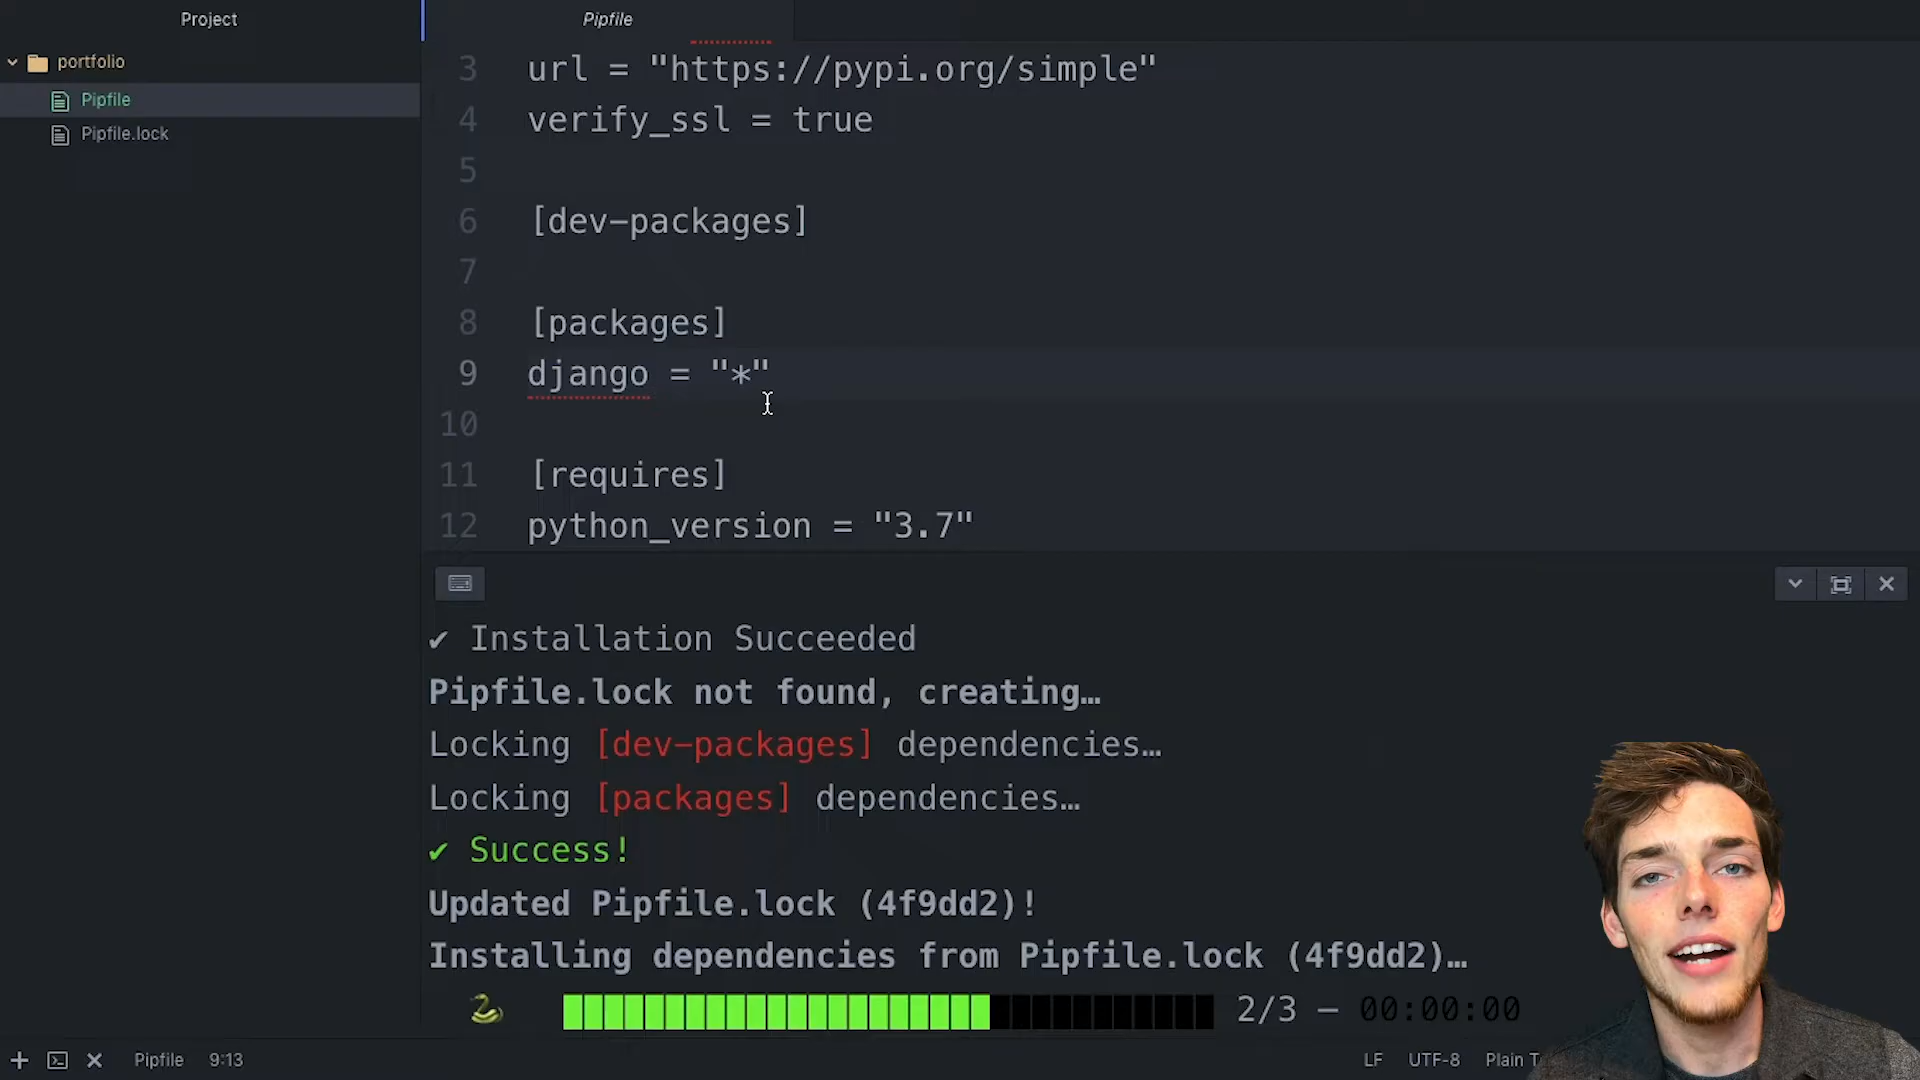 Project
portfolio
Pipfile
Pipfile.lock
Pipfile
3 url = "https://pypi.org/simple"
4 verify_ssl = true
5
6 [dev-packages]
7
8 [packages]
9 django = "*"
10
11 [requires]
12 python_version = "3.7"
✔ Installation Succeeded
Pipfile.lock not found, creating…
Locking [dev-packages] dependencies…
Locking [packages] dependencies…
✔ Success!
Updated Pipfile.lock (4f9dd2)!
Installing dependencies from Pipfile.lock (4f9dd2)…
2/3 — 00:00:00
Pipfile 9:13
LF UTF-8 Plain